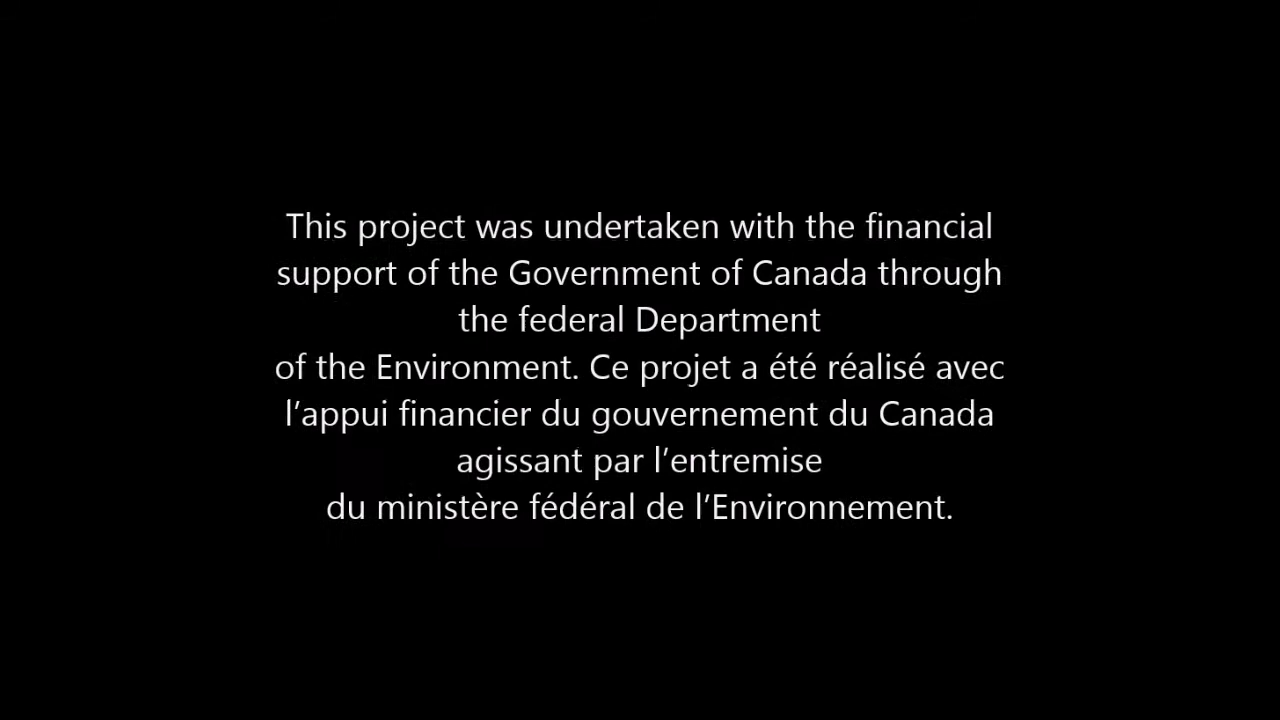 This project was undertaken with the financial
support of the Government of Canada through
the federal Department
of the Environment. Ce projet a été réalisé avec
l’appui financier du gouvernement du Canada
agissant par l’entremise
du ministère fédéral de l’Environnement.